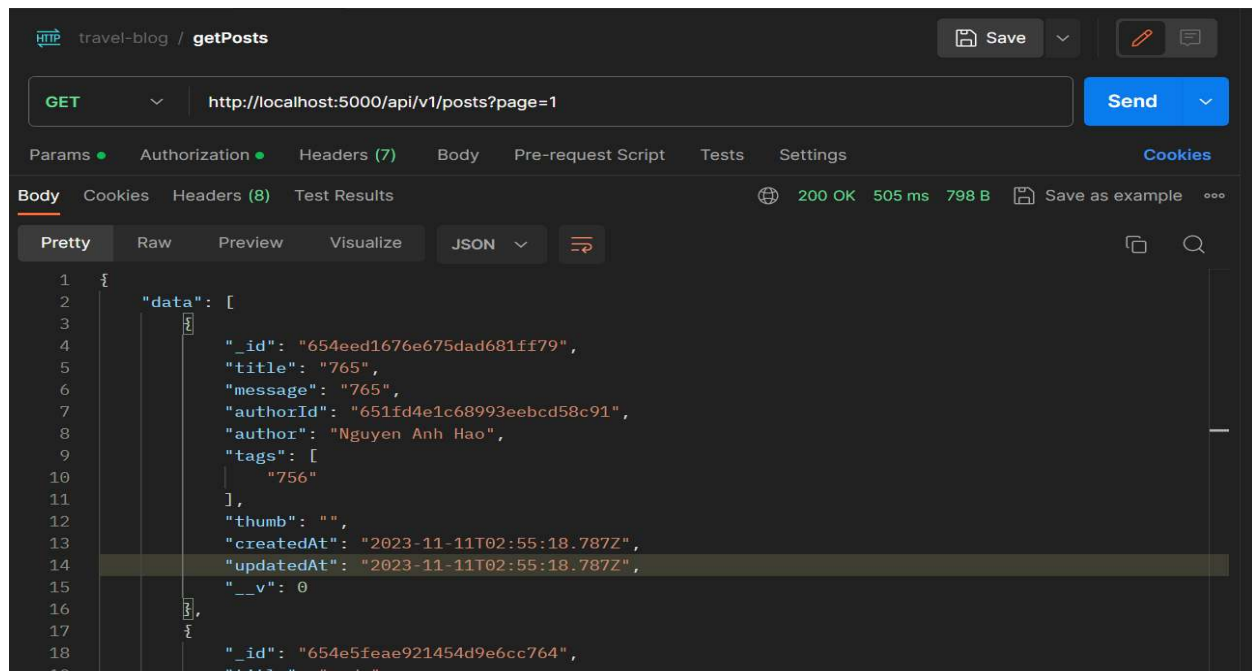 HTTP travel-blog / getPosts Save
GET http://localhost:5000/api/v1/posts?page=1 Send
Params Authorization Headers (7) Body Pre-request Script Tests Settings Cookies
Body Cookies Headers (8) Test Results 200 OK 505 ms 798 B Save as example
Pretty Raw Preview Visualize JSON
1 {
2 "data": [
3 {
4 "_id": "654eed1676e675dad681ff79",
5 "title": "765",
6 "message": "765",
7 "authorId": "651fd4e1c68993eebcd58c91",
8 "author": "Nguyen Anh Hao",
9 "tags": [
10 "756"
11 ],
12 "thumb": "",
13 "createdAt": "2023-11-11T02:55:18.787Z",
14 "updatedAt": "2023-11-11T02:55:18.787Z",
15 "__v": 0
16 },
17 {
18 "_id": "654e5feae921454d9e6cc764",